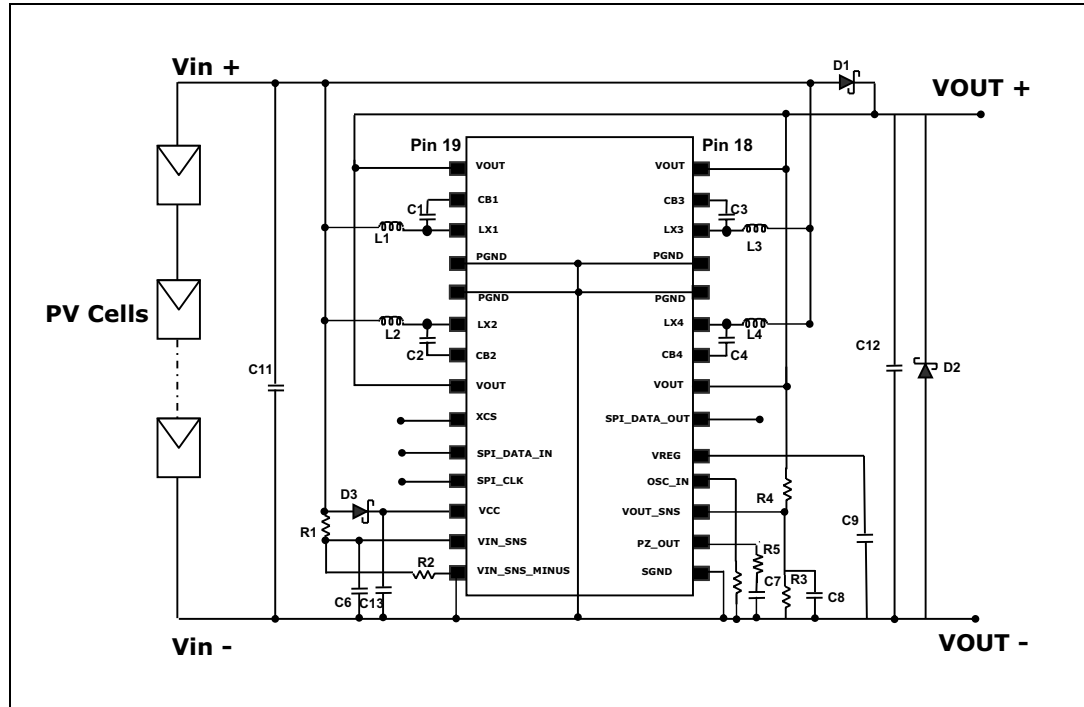 Vin +
D1
VOUT +
Pin 19
Pin 18
VOUT
VOUT
CB1
CB3
C1
C3
LX1
LX3
L1
L3
PGND
PGND
PGND
PGND
PV Cells
LX2
LX4
L2
L4
C2
C4
CB2
CB4
C12
C11
D2
VOUT
VOUT
XCS
SPI_DATA_OUT
SPI_DATA_IN
VREG
SPI_CLK
OSC_IN
D3
R4
VCC
VOUT_SNS
R1
C9
VIN_SNS
PZ_OUT
R2
R5
VIN_SNS_MINUS
SGND
C7
R3
C6
C13
C8
Vin -
VOUT -